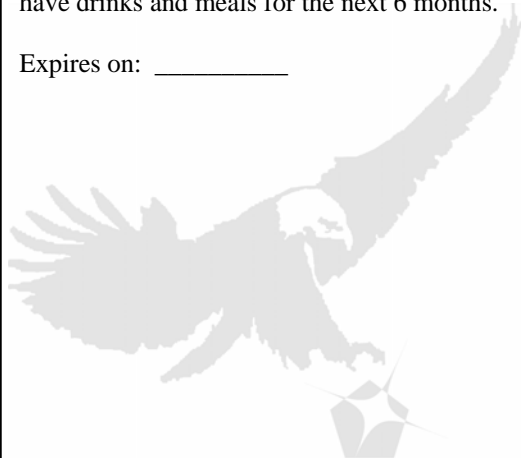 have drinks and meals for the next 6 months.
Expires on: __________